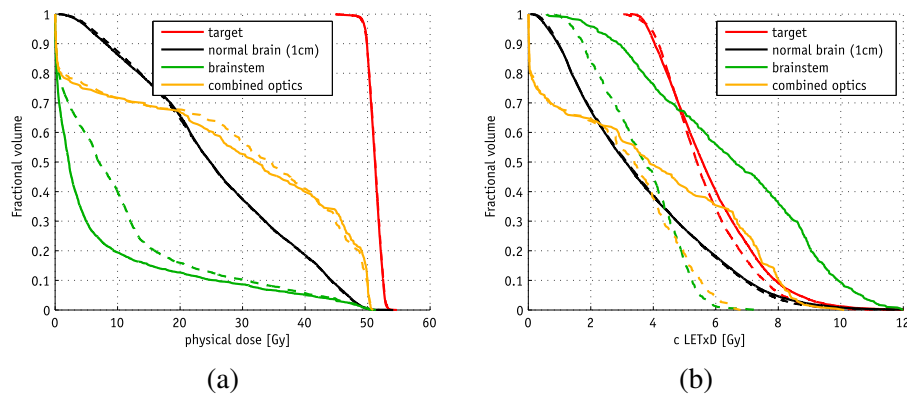 1
0.9
0.8
0.7
0.6
0.5
0.4
0.3
0.2
0.1
0
Fractional volume
target
normal brain (1cm)
brainstem
combined optics
0 10 20 30 40 50 60
physical dose [Gy]
(a)
1
0.9
0.8
0.7
0.6
0.5
0.4
0.3
0.2
0.1
0
Fractional volume
target
normal brain (1cm)
brainstem
combined optics
0 2 4 6 8 10 12
c LETxD [Gy]
(b)